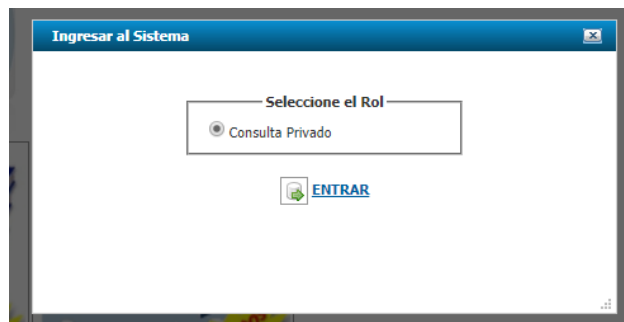 Ingresar al Sistema
Seleccione el Rol
Consulta Privado
ENTRAR